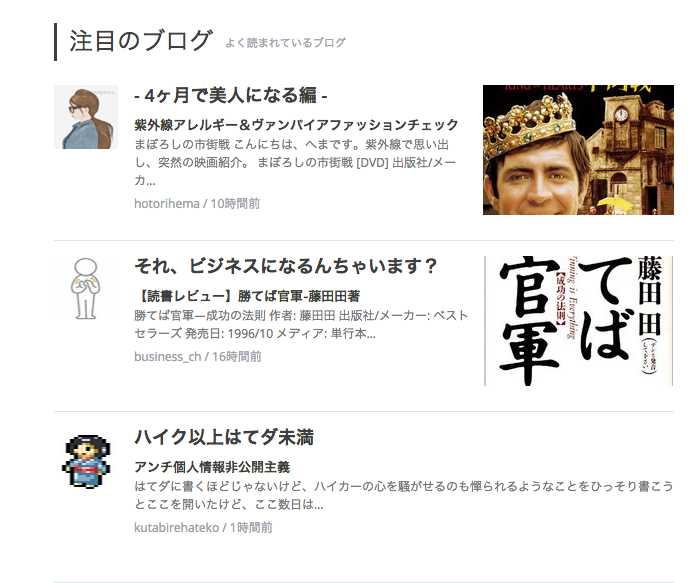 注目のブログ よく読まれているブログ
- 4ヶ月で美人になる編 -
紫外線アレルギー＆ヴァンパイアファッションチェック
まぼろしの市街戦 こんにちは、へまです。紫外線で思い出
し、突然の映画紹介。 まぼろしの市街戦 [DVD] 出版社/メー
カ...
hotorihema / 10時間前
それ、ビジネスになるんちゃいます？
【読書レビュー】勝てば官軍-藤田田著
勝てば官軍―成功の法則 作者: 藤田田 出版社/メーカー: ベスト
セラーズ 発売日: 1996/10 メディア: 単行本...
business_ch / 16時間前
藤田 田
(デンと発音
して下さい)
てば
Winning is Everything
【成功の法則】
官軍
ハイク以上はてダ未満
アンチ個人情報非公開主義
はてダに書くほどじゃないけど、ハイカーの心を騒がせるのも憚られるようなことをひっそり書こう
とここを開いたけど、ここ数日は...
kutabirehateko / 1時間前